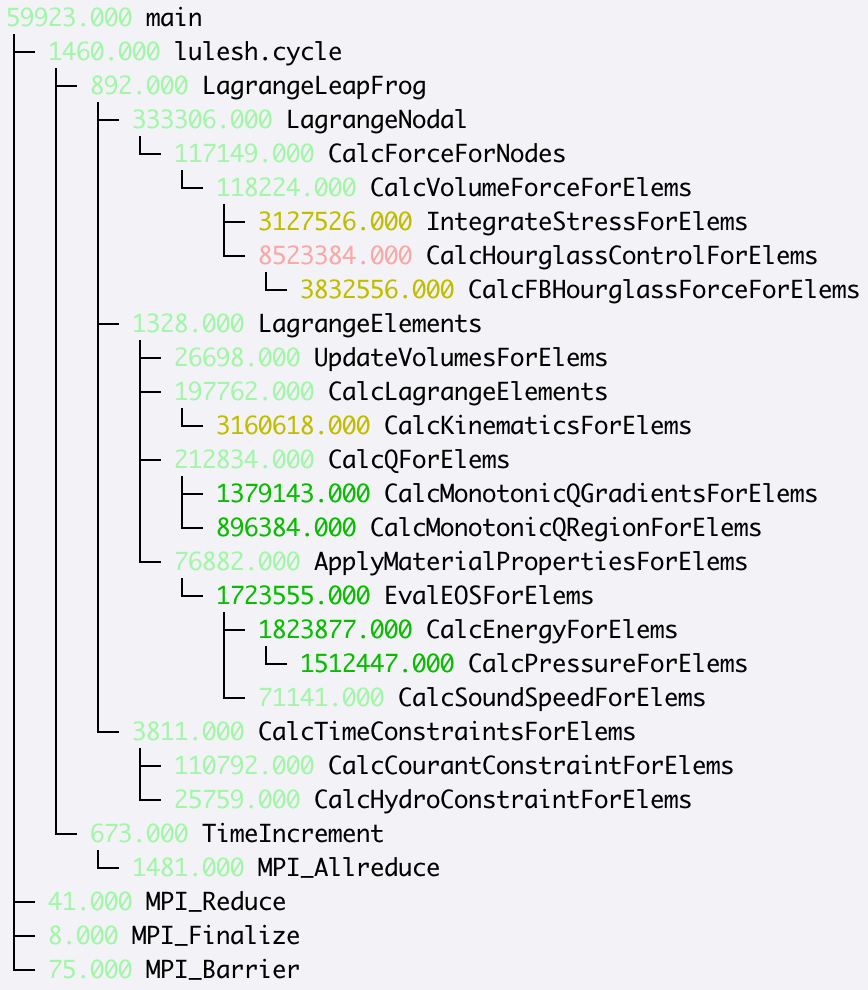 59923.000 main
1460.000 lulesh.cycle
892.000 LagrangeLeapFrog
333306.000 LagrangeNodal
117149.000 CalcForceForNodes
118224.000 CalcVolumeForceForElems
3127526.000 IntegrateStressForElems
8523384.000 CalcHourglassControlForElems
3832556.000 CalcFBHourglassForceForElems
1328.000 LagrangeElements
26698.000 UpdateVolumesForElems
197762.000 CalcLagrangeElements
3160618.000 CalcKinematicsForElems
212834.000 CalcQForElems
1379143.000 CalcMonotonicQGradientsForElems
896384.000 CalcMonotonicQRegionForElems
76882.000 ApplyMaterialPropertiesForElems
1723555.000 EvalEOSForElems
1823877.000 CalcEnergyForElems
1512447.000 CalcPressureForElems
71141.000 CalcSoundSpeedForElems
3811.000 CalcTimeConstraintsForElems
110792.000 CalcCourantConstraintForElems
25759.000 CalcHydroConstraintForElems
673.000 TimeIncrement
1481.000 MPI_Allreduce
41.000 MPI_Reduce
8.000 MPI_Finalize
75.000 MPI_Barrier